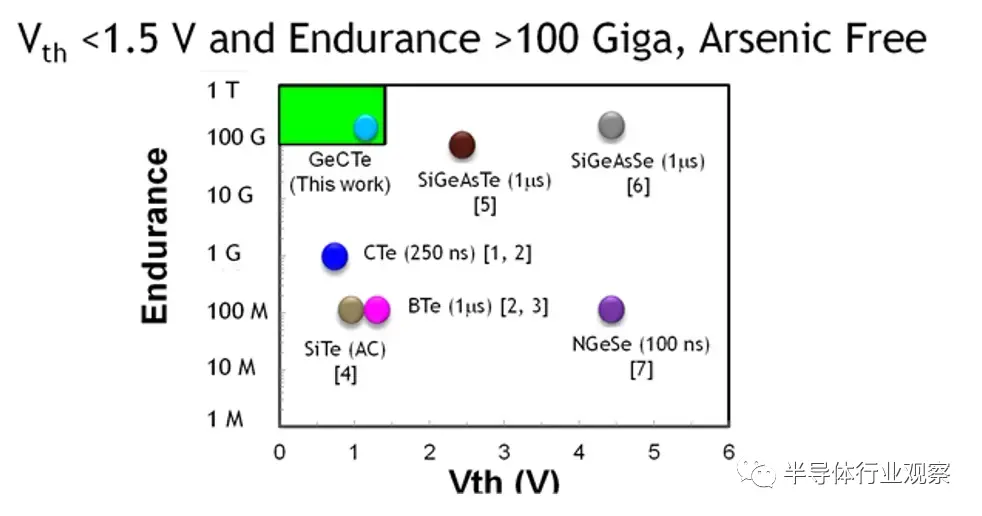 Vth <1.5 V and Endurance >100 Giga, Arsenic Free
1 T
100 G
10 G
1 G
100 M
10 M
1 M
Endurance
GeCTe
(This work)
SiGeAsTe (1μs)
[5]
SiGeAsSe (1μs)
[6]
CTe (250 ns) [1, 2]
BTe (1μs) [2, 3]
SiTe (AC)
[4]
NGeSe (100 ns)
[7]
0 1 2 3 4 5 6
Vth (V)
半导体行业观察